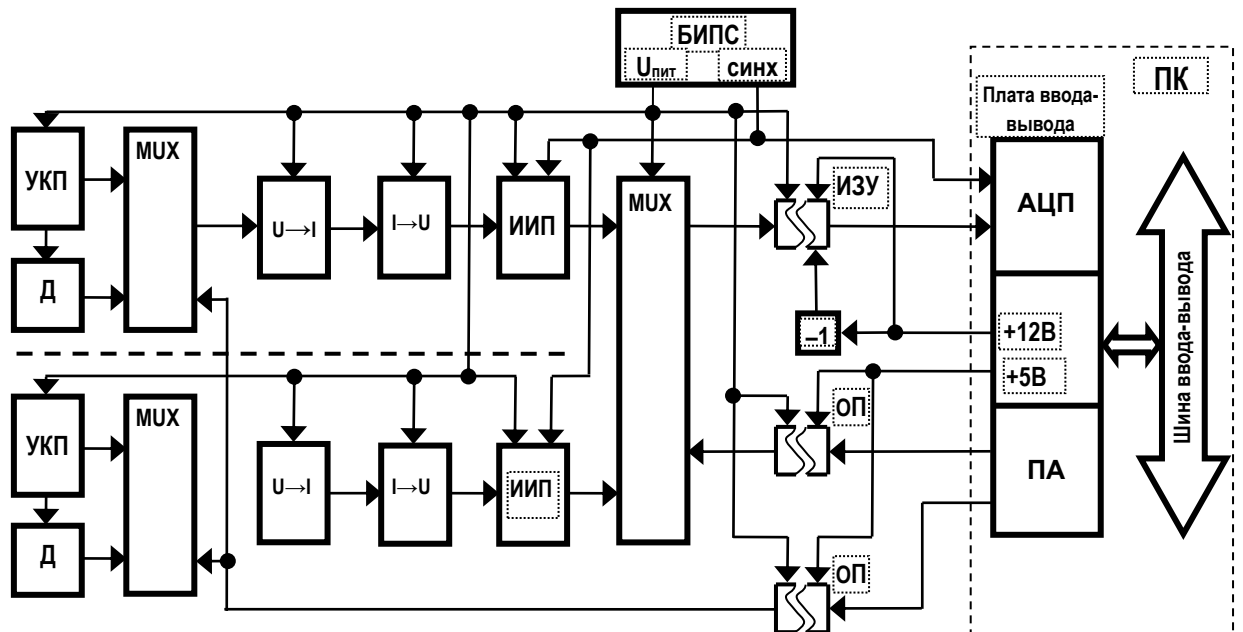 БИПС
Uпит
синх
ПК
Плата ввода-
вывода
УКП
MUX
U→I
I→U
ИИП
MUX
ИЗУ
АЦП
Д
–1
+12В
+5В
Шина ввода-вывода
УКП
MUX
U→I
I→U
ИИП
ОП
ПА
Д
ОП